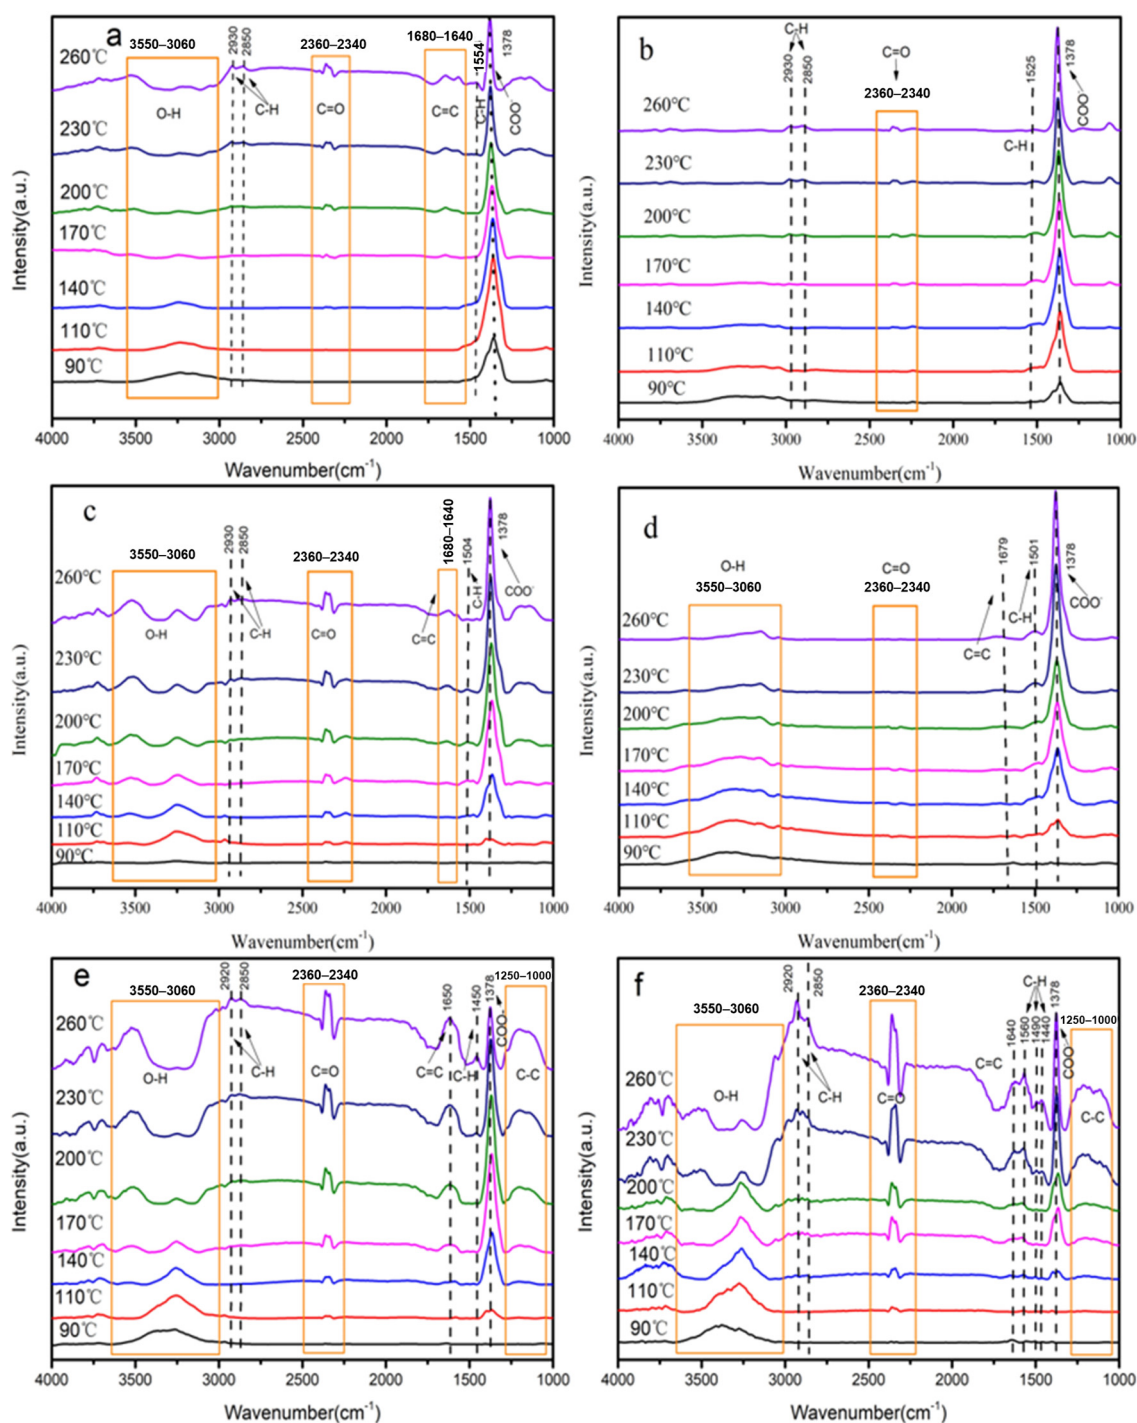 a
3550–3060
2930
2850
2360–2340
1680–1640
1554
1378
260℃
O-H
C-H
C=O
C=C
C-H
COO⁻
230℃
200℃
170℃
140℃
110℃
90℃
Intensity(a.u.)
4000 3500 3000 2500 2000 1500 1000
Wavenumber(cm⁻¹)
b
C-H
2930
2850
C=O
2360–2340
1525
1378
COO⁻
C-H
260℃
230℃
200℃
170℃
140℃
110℃
90℃
Intensity(a.u.)
4000 3500 3000 2500 2000 1500 1000
Wavenumber(cm⁻¹)
c
3550–3060
2930
2850
2360–2340
1680–1640
1504
1378
260℃
O-H
C-H
C=O
C=C
C-H
COO⁻
230℃
200℃
170℃
140℃
110℃
90℃
Intensity(a.u.)
4000 3500 3000 2500 2000 1500 1000
Wavenumber(cm⁻¹)
d
O-H
3550–3060
C=O
2360–2340
1679
1501
1378
C=C
C-H
COO⁻
260℃
230℃
200℃
170℃
140℃
110℃
90℃
Intensity(a.u.)
4000 3500 3000 2500 2000 1500 1000
Wavenumber(cm⁻¹)
e
3550–3060
2920
2850
2360–2340
1650
1450
1378
1250–1000
260℃
O-H
C-H
C=O
C=C
C-H
COO⁻
C-C
230℃
200℃
170℃
140℃
110℃
90℃
Intensity(a.u.)
4000 3500 3000 2500 2000 1500 1000
Wavenumber(cm⁻¹)
f
3550–3060
2920
2850
2360–2340
C-H
1640
1560
1490
1440
1378
1250–1000
260℃
O-H
C-H
C=O
C=C
COO⁻
C-C
230℃
200℃
170℃
140℃
110℃
90℃
Intensity(a.u.)
4000 3500 3000 2500 2000 1500 1000
Wavenumber(cm⁻¹)